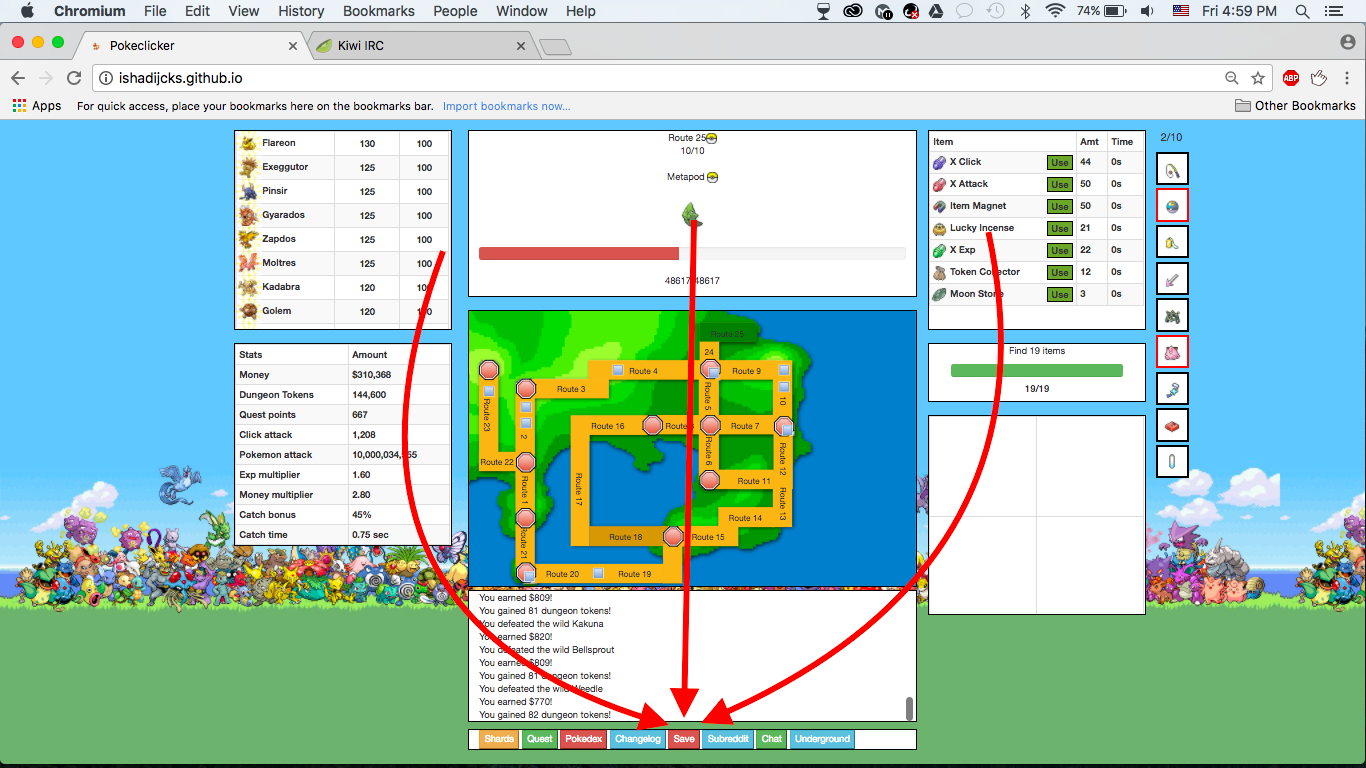 Chromium File Edit View History Bookmarks People Window Help 74% Fri 4:59 PM
Pokeclicker Kiwi IRC
ishadijcks.github.io ABP
Apps For quick access, place your bookmarks here on the bookmarks bar. Import bookmarks now... Other Bookmarks
Flareon 130 100
Exeggutor 125 100
Pinsir 125 100
Gyarados 125 100
Zapdos 125 100
Moltres 125 100
Kadabra 120 100
Golem 120 100
Stats Amount
Money $310,368
Dungeon Tokens 144,600
Quest points 667
Click attack 1,208
Pokemon attack
Exp multiplier 1.60
Money multiplier 2.80
Catch bonus 45%
Catch time 0.75 sec
Route 25
10/10
Metapod
48617/48617
Route 25
24
Route 4
Route 9
Route 3
10
Route 5
Route 23
2
Route 16
Route 7
Route 22
Route 6
Route 12
Route 11
Route 17
Route 1
Route 13
Route 14
Route 18
Route 15
Route 21
Route 20
Route 19
You earned $809!
You gained 81 dungeon tokens!
You defeated the wild Kakuna
You earned $820!
You defeated the wild Bellsprout
You earned $809!
You gained 81 dungeon tokens!
You defeated the wild Weedle
You earned $770!
You gained 82 dungeon tokens!
Shards Quest Pokedex Changelog Save Subreddit Chat Underground
Item Amt Time
X Click Use 44 0s
X Attack Use 50 0s
Item Magnet Use 50 0s
Lucky Incense Use 21 0s
X Exp Use 22 0s
Token Collector Use 12 0s
Moon Stone Use 3 0s
Find 19 items
19/19
2/10